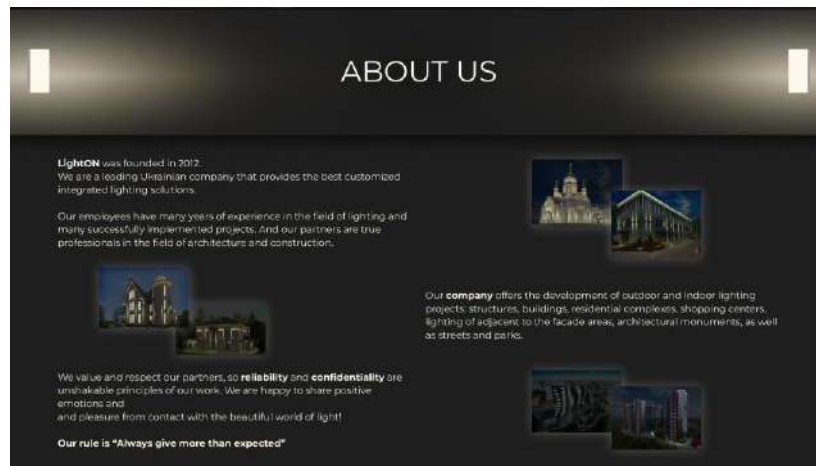 ABOUT US
LightON was founded in 2012.
We are a leading Ukrainian company that provides the best customized
integrated lighting solutions.
Our employees have many years of experience in the field of lighting and
many successfully implemented projects. And our partners are true
professionals in the field of architecture and construction.
Our company offers the development of outdoor and indoor lighting
projects: structures, buildings, residential complexes, shopping centers,
lighting of adjacent to the facade areas, architectural monuments, as well
as streets and parks.
We value and respect our partners, so reliability and confidentiality are
unshakable principles of our work. We are happy to share positive
emotions and
and pleasure from contact with the beautiful world of light!
Our rule is “Always give more than expected”